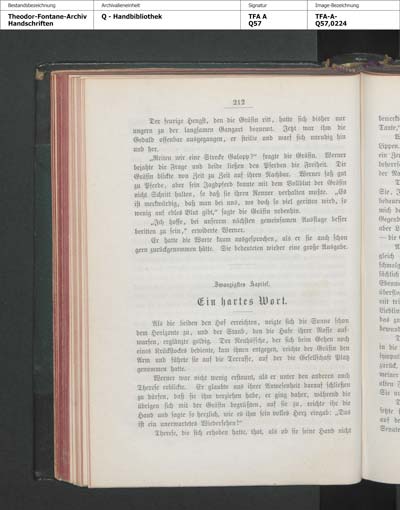 Bestandsbezeichnung
Archivalieneinheit
Signatur
Image-Bezeichnung
Theodor-Fontane-Archiv
Handschriften
Q - Handbibliothek
TFA A
Q57
TFA-A-
Q57,0224
212
Der feurige Hengst, den die Gräfin ritt, hatte sich bisher nur
ungern zu der langsamen Gangart bequemt. Jetzt war ihm die
Geduld offenbar ausgegangen, er steilte und warf sich unruhig hin
und her.
„Reiten wir eine Strecke Galopp?“ fragte die Gräfin. Werner
bejahte die Frage und beide ließen den Pferden die Freiheit. Die
Gräfin blickte von Zeit zu Zeit auf ihren Nachbar. Werner saß gut
zu Pferde, aber sein Jagdpferd konnte mit dem Vollblut der Gräfin
nicht Schritt halten, so daß sie ihren Renner verhalten mußte. „Es
ist merkwürdig, daß man bei uns, wo doch so viel geritten wird, so
wenig auf edles Blut gibt,“ sagte die Gräfin nebenhin.
„Ich hoffe, bei unserem nächsten gemeinsamen Ausfluge besser
beritten zu sein,“ erwiderte Werner.
Er hatte die Worte kaum ausgesprochen, als er sie auch schon
gern zurückgenommen hätte. Sie bedeuteten wieder eine große Ausgabe.
Zwanzigstes Kapitel.
Ein hartes Wort.
Als die beiden den Hof erreichten, neigte sich die Sonne schon
dem Horizonte zu, und der Staub, den die Hufe ihrer Rosse auf-
warfen, erglänzte goldig. Der
eines Krückstockes bediente, kam ihnen entgegen, reichte der Gräfin den
Arm und führte sie auf die Terrasse, auf der die Gesellschaft Platz
genommen hatte.
Werner war nicht wenig erstaunt, als er unter den anderen auch
Therese erblickte. Er glaubte aus ihrer Anwesenheit darauf schließen
zu dürfen, daß sie ihm verziehen habe, er ging daher, während die
übrigen sich mit der Gräfin begrüßten, auf sie zu, reichte ihr die
Hand und sagte so herzlich, wie es ihm sein volles Herz eingab: „Das
ist ein unerwartetes Wiedersehen!“
Therese, die sich erhoben hatte, that, als ob sie seine Hand nicht